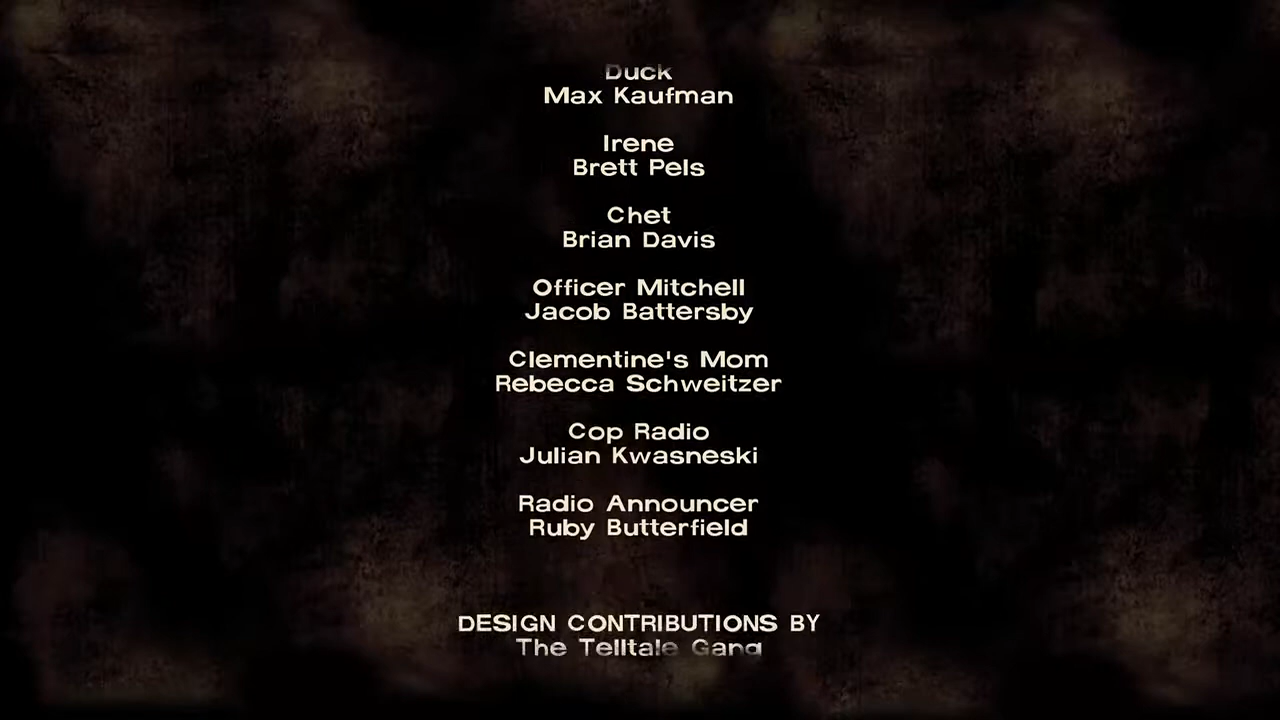 Duck
Max Kaufman
Irene
Brett Pels
Chet
Brian Davis
Officer Mitchell
Jacob Battersby
Clementine's Mom
Rebecca Schweitzer
Cop Radio
Julian Kwasneski
Radio Announcer
Ruby Butterfield
DESIGN CONTRIBUTIONS BY
The Telltale Gang